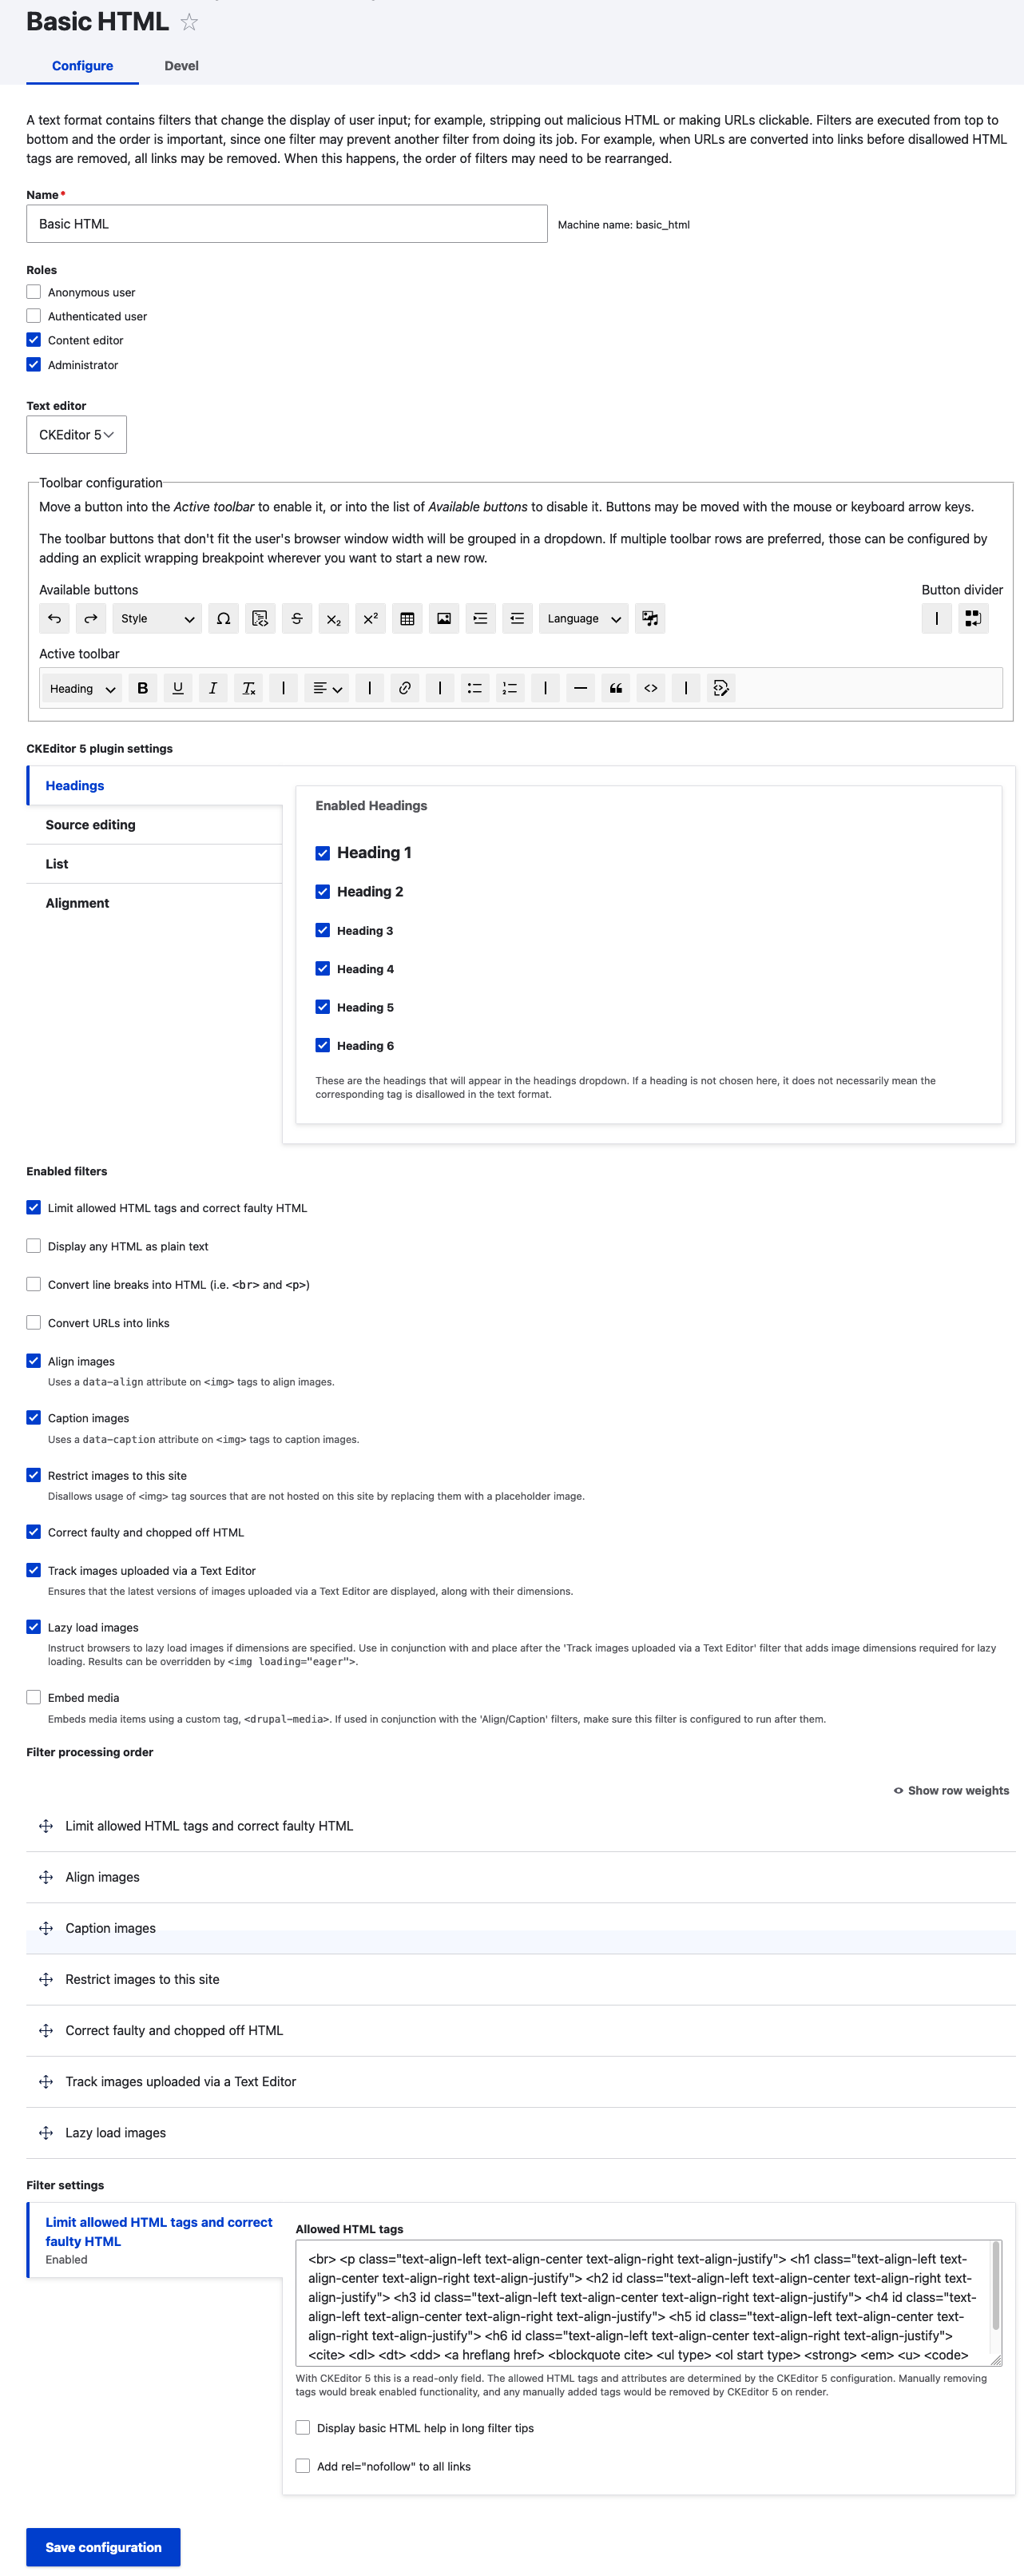 Basic HTML
Configure
Devel
A text format contains filters that change the display of user input; for example, stripping out malicious HTML or making URLs clickable. Filters are executed from top to
bottom and the order is important, since one filter may prevent another filter from doing its job. For example, when URLs are converted into links before disallowed HTML
tags are removed, all links may be removed. When this happens, the order of filters may need to be rearranged.
Name*
Basic HTML
Machine name: basic_html
Roles
Anonymous user
Authenticated user
Content editor
Administrator
Text editor
CKEditor 5
Toolbar configuration
Move a button into the Active toolbar to enable it, or into the list of Available buttons to disable it. Buttons may be moved with the mouse or keyboard arrow keys.
The toolbar buttons that don't fit the user's browser window width will be grouped in a dropdown. If multiple toolbar rows are preferred, those can be configured by
adding an explicit wrapping breakpoint wherever you want to start a new row.
Available buttons
Button divider
Style
Language
Active toolbar
Heading
CKEditor 5 plugin settings
Headings
Source editing
List
Alignment
Enabled Headings
Heading 1
Heading 2
Heading 3
Heading 4
Heading 5
Heading 6
These are the headings that will appear in the headings dropdown. If a heading is not chosen here, it does not necessarily mean the
corresponding tag is disallowed in the text format.
Enabled filters
Limit allowed HTML tags and correct faulty HTML
Display any HTML as plain text
Convert line breaks into HTML (i.e. <br> and <p>)
Convert URLs into links
Align images
Uses a data-align attribute on <img> tags to align images.
Caption images
Uses a data-caption attribute on <img> tags to caption images.
Restrict images to this site
Disallows usage of <img> tag sources that are not hosted on this site by replacing them with a placeholder image.
Correct faulty and chopped off HTML
Track images uploaded via a Text Editor
Ensures that the latest versions of images uploaded via a Text Editor are displayed, along with their dimensions.
Lazy load images
Instruct browsers to lazy load images if dimensions are specified. Use in conjunction with and place after the 'Track images uploaded via a Text Editor' filter that adds image dimensions required for lazy
loading. Results can be overridden by <img loading="eager">.
Embed media
Embeds media items using a custom tag, <drupal-media>. If used in conjunction with the 'Align/Caption' filters, make sure this filter is configured to run after them.
Filter processing order
Show row weights
Limit allowed HTML tags and correct faulty HTML
Align images
Caption images
Restrict images to this site
Correct faulty and chopped off HTML
Track images uploaded via a Text Editor
Lazy load images
Filter settings
Limit allowed HTML tags and correct
faulty HTML
Enabled
Allowed HTML tags
<br> <p class="text-align-left text-align-center text-align-right text-align-justify"> <h1 class="text-align-left text-
align-center text-align-right text-align-justify"> <h2 id class="text-align-left text-align-center text-align-right text-
align-justify"> <h3 id class="text-align-left text-align-center text-align-right text-align-justify"> <h4 id class="text-
align-left text-align-center text-align-right text-align-justify"> <h5 id class="text-align-left text-align-center text-
align-right text-align-justify"> <h6 id class="text-align-left text-align-center text-align-right text-align-justify">
<cite> <dl> <dt> <dd> <a hreflang href> <blockquote cite> <ul type> <ol start type> <strong> <em> <u> <code>
With CKEditor 5 this is a read-only field. The allowed HTML tags and attributes are determined by the CKEditor 5 configuration. Manually removing
tags would break enabled functionality, and any manually added tags would be removed by CKEditor 5 on render.
Display basic HTML help in long filter tips
Add rel="nofollow" to all links
Save configuration